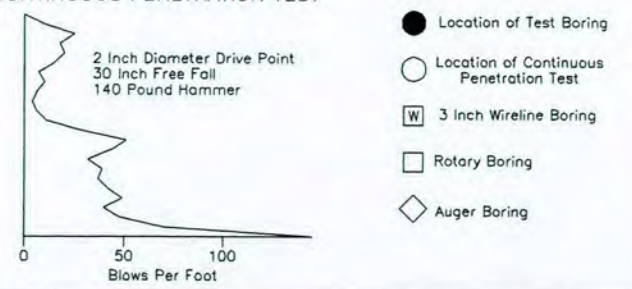 2 Inch Diameter Drive Point
30 Inch Free Fall
140 Pound Hammer
0 50 100
Blows Per Foot
Location of Test Boring
Location of Continuous
Penetration Test
W 3 Inch Wireline Boring
Rotary Boring
Auger Boring